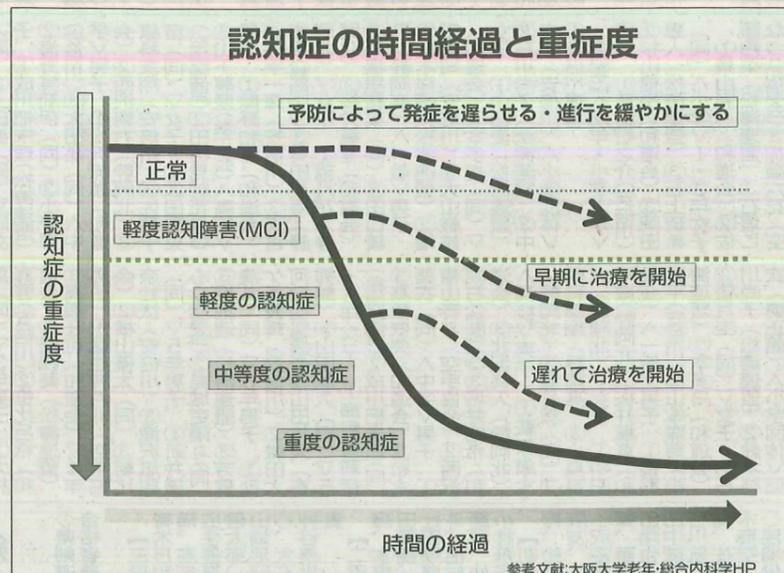 認知症の時間経過と重症度
予防によって発症を遅らせる・進行を緩やかにする
正常
軽度認知障害(MCI)
早期に治療を開始
軽度の認知症
中等度の認知症
遅れて治療を開始
重度の認知症
認知症の重症度
時間の経過
参考文献:大阪大学老年・総合内科学HP